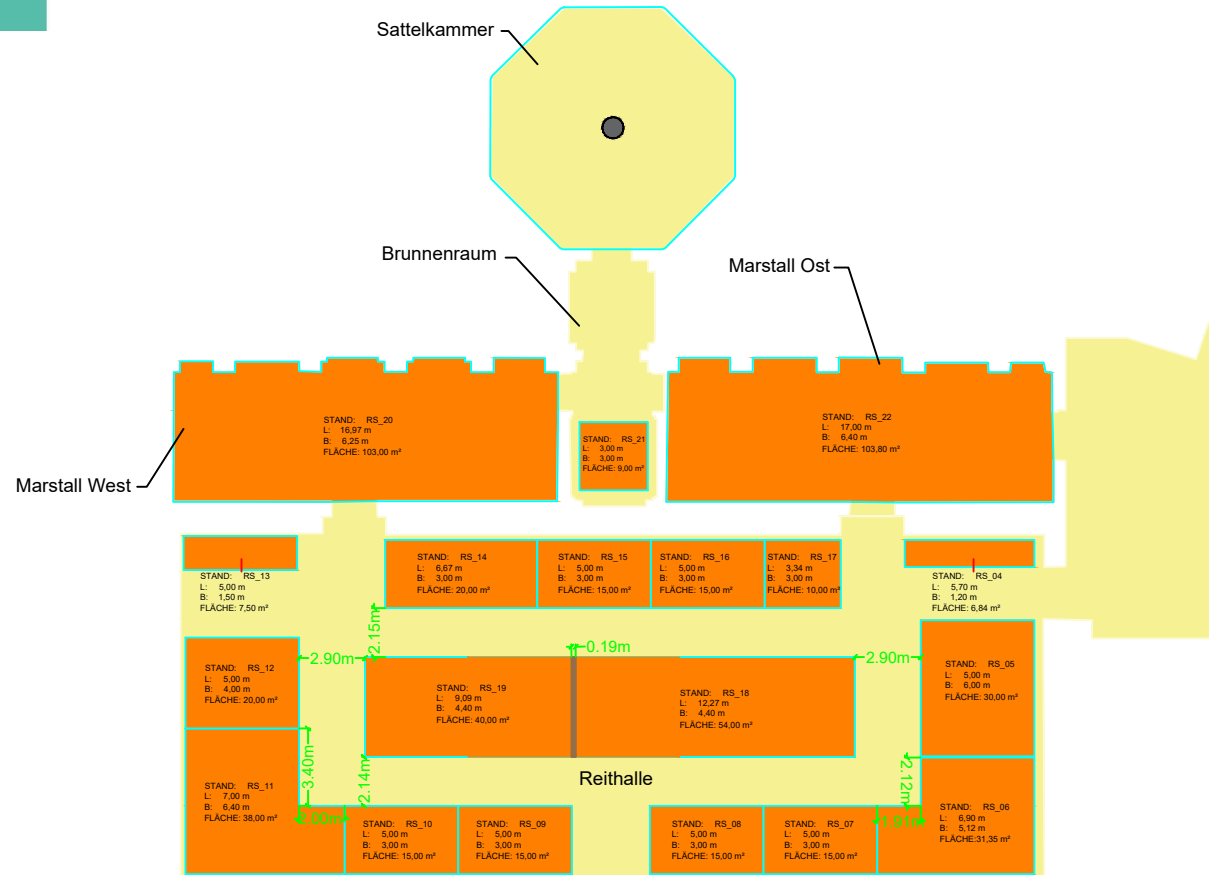 Sattelkammer
Brunnenraum
Marstall Ost
Marstall West
STAND: RS_20
L: 16,97 m
B: 6,25 m
FLÄCHE: 103,00 m²
STAND: RS_21
L: 3,00 m
B: 3,00 m
FLÄCHE: 9,00 m²
STAND: RS_22
L: 17,00 m
B: 6,40 m
FLÄCHE: 103,80 m²
STAND: RS_13
L: 5,00 m
B: 1,50 m
FLÄCHE: 7,50 m²
STAND: RS_14
L: 6,67 m
B: 3,00 m
FLÄCHE: 20,00 m²
STAND: RS_15
L: 5,00 m
B: 3,00 m
FLÄCHE: 15,00 m²
STAND: RS_16
L: 5,00 m
B: 3,00 m
FLÄCHE: 15,00 m²
STAND: RS_17
L: 3,34 m
B: 3,00 m
FLÄCHE: 10,00 m²
STAND: RS_04
L: 5,70 m
B: 1,20 m
FLÄCHE: 6,84 m²
2.15m
2.90m
0.19m
2.90m
STAND: RS_12
L: 5,00 m
B: 4,00 m
FLÄCHE: 20,00 m²
STAND: RS_19
L: 9,09 m
B: 4,40 m
FLÄCHE: 40,00 m²
STAND: RS_18
L: 12,27 m
B: 4,40 m
FLÄCHE: 54,00 m²
STAND: RS_05
L: 5,00 m
B: 6,00 m
FLÄCHE: 30,00 m²
3.40m
2.14m
Reithalle
2.12m
STAND: RS_11
L: 7,00 m
B: 6,40 m
FLÄCHE: 38,00 m²
2.00m
STAND: RS_10
L: 5,00 m
B: 3,00 m
FLÄCHE: 15,00 m²
STAND: RS_09
L: 5,00 m
B: 3,00 m
FLÄCHE: 15,00 m²
STAND: RS_08
L: 5,00 m
B: 3,00 m
FLÄCHE: 15,00 m²
STAND: RS_07
L: 5,00 m
B: 3,00 m
FLÄCHE: 15,00 m²
1.91m
STAND: RS_06
L: 6,90 m
B: 5,12 m
FLÄCHE:31,35 m²